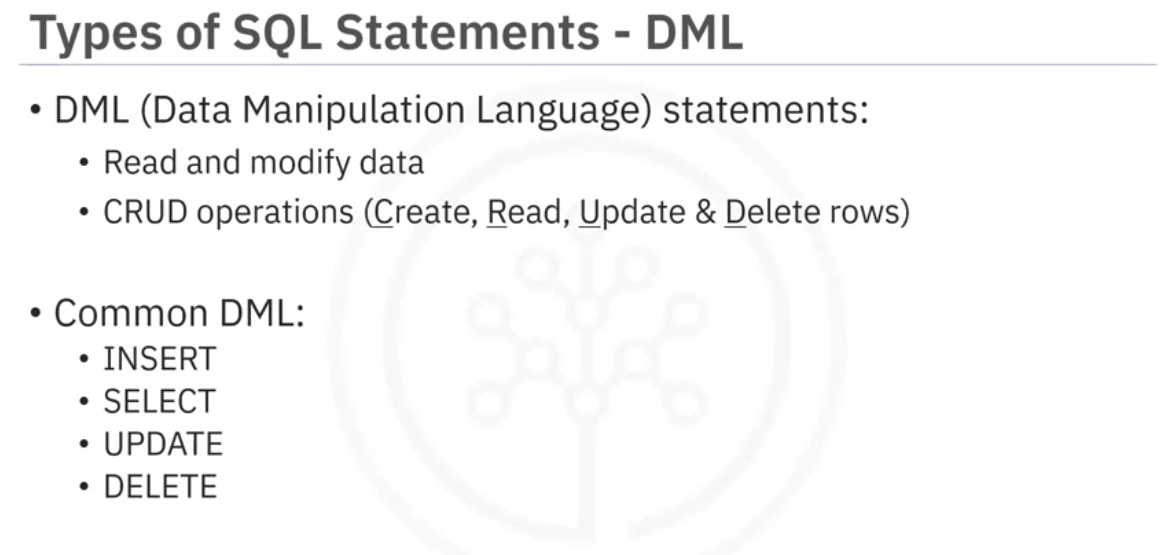 Types of SQL Statements - DML
• DML (Data Manipulation Language) statements:
• Read and modify data
• CRUD operations (Create, Read, Update & Delete rows)
• Common DML:
• INSERT
• SELECT
• UPDATE
• DELETE